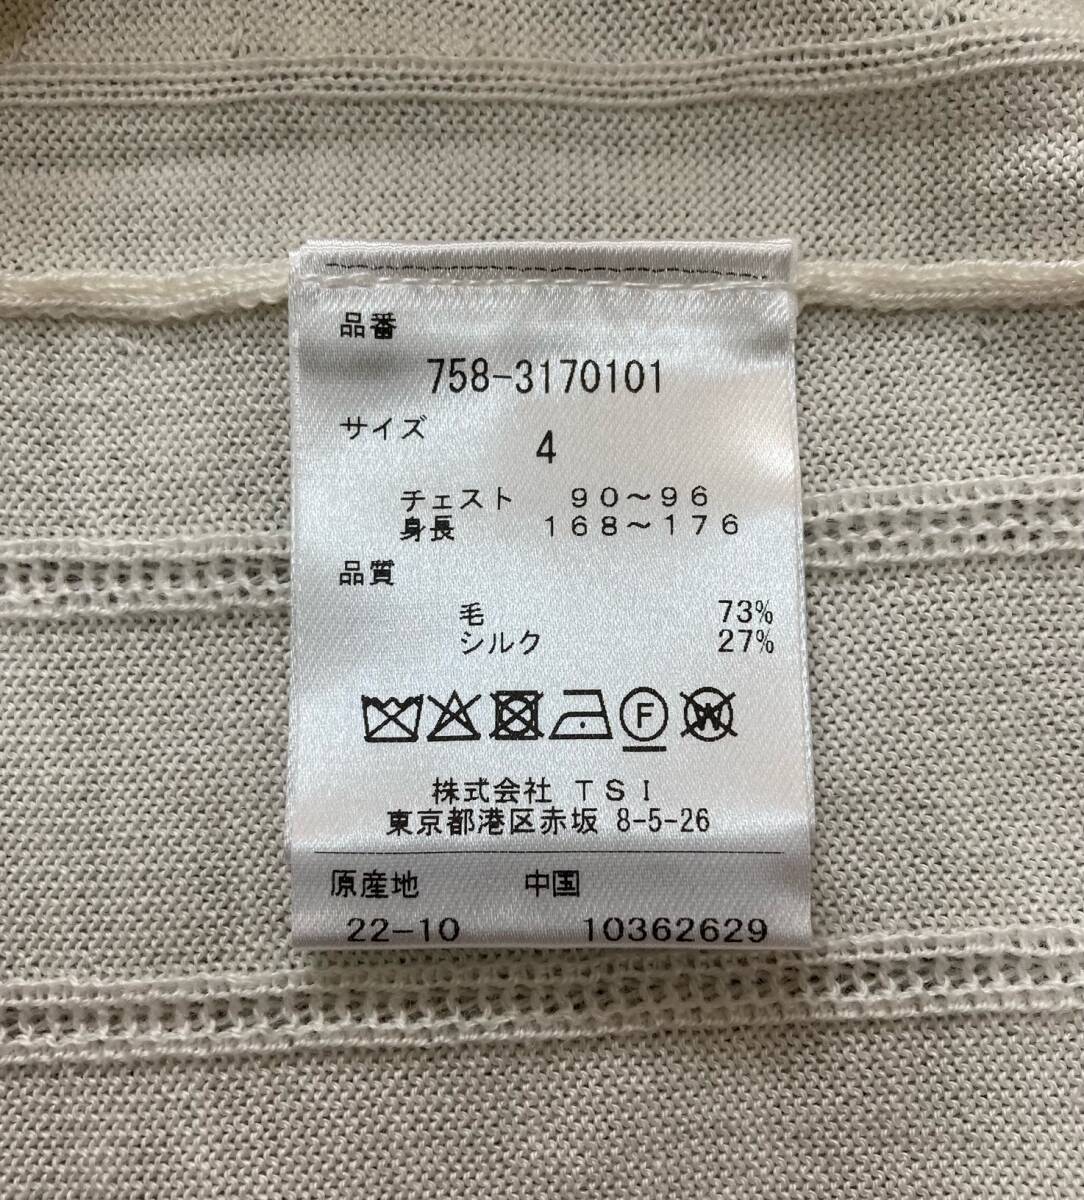 品番
758-3170101
サイズ
4
チェスト 90~96
身長 168~176
品質
毛 73%
シルク 27%
F W
株式会社 TSI
東京都港区赤坂 8-5-26
原産地 中国
22-10 10362629